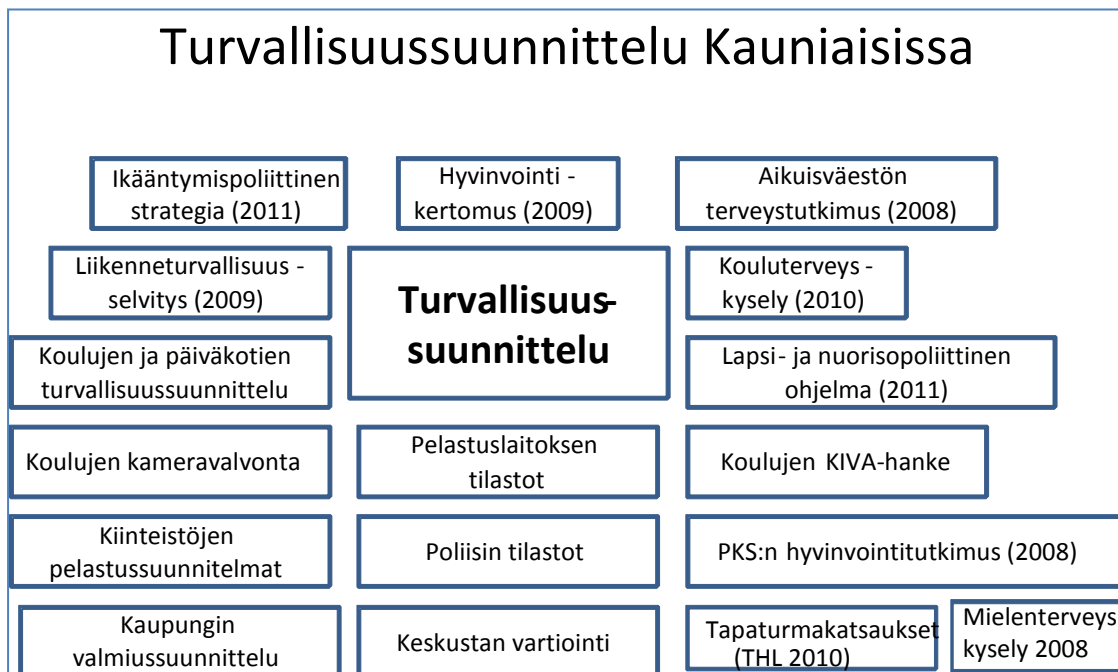 Turvallisuussuunnittelu Kauniaisissa
Ikääntymispoliittinen
strategia (2011)
Hyvinvointi -
kertomus (2009)
Aikuisväestön
terveystutkimus (2008)
Liikenneturvallisuus -
selvitys (2009)
Turvallisuus-
suunnittelu
Kouluterveys -
kysely (2010)
Koulujen ja päiväkotien
turvallisuussuunnittelu
Lapsi- ja nuorisopoliittinen
ohjelma (2011)
Koulujen kameravalvonta
Pelastuslaitoksen
tilastot
Koulujen KIVA-hanke
Kiinteistöjen
pelastussuunnitelmat
Poliisin tilastot
PKS:n hyvinvointitutkimus (2008)
Kaupungin
valmiussuunnittelu
Keskustan vartiointi
Tapaturmakatsaukset
(THL 2010)
Mielenterveys
kysely 2008